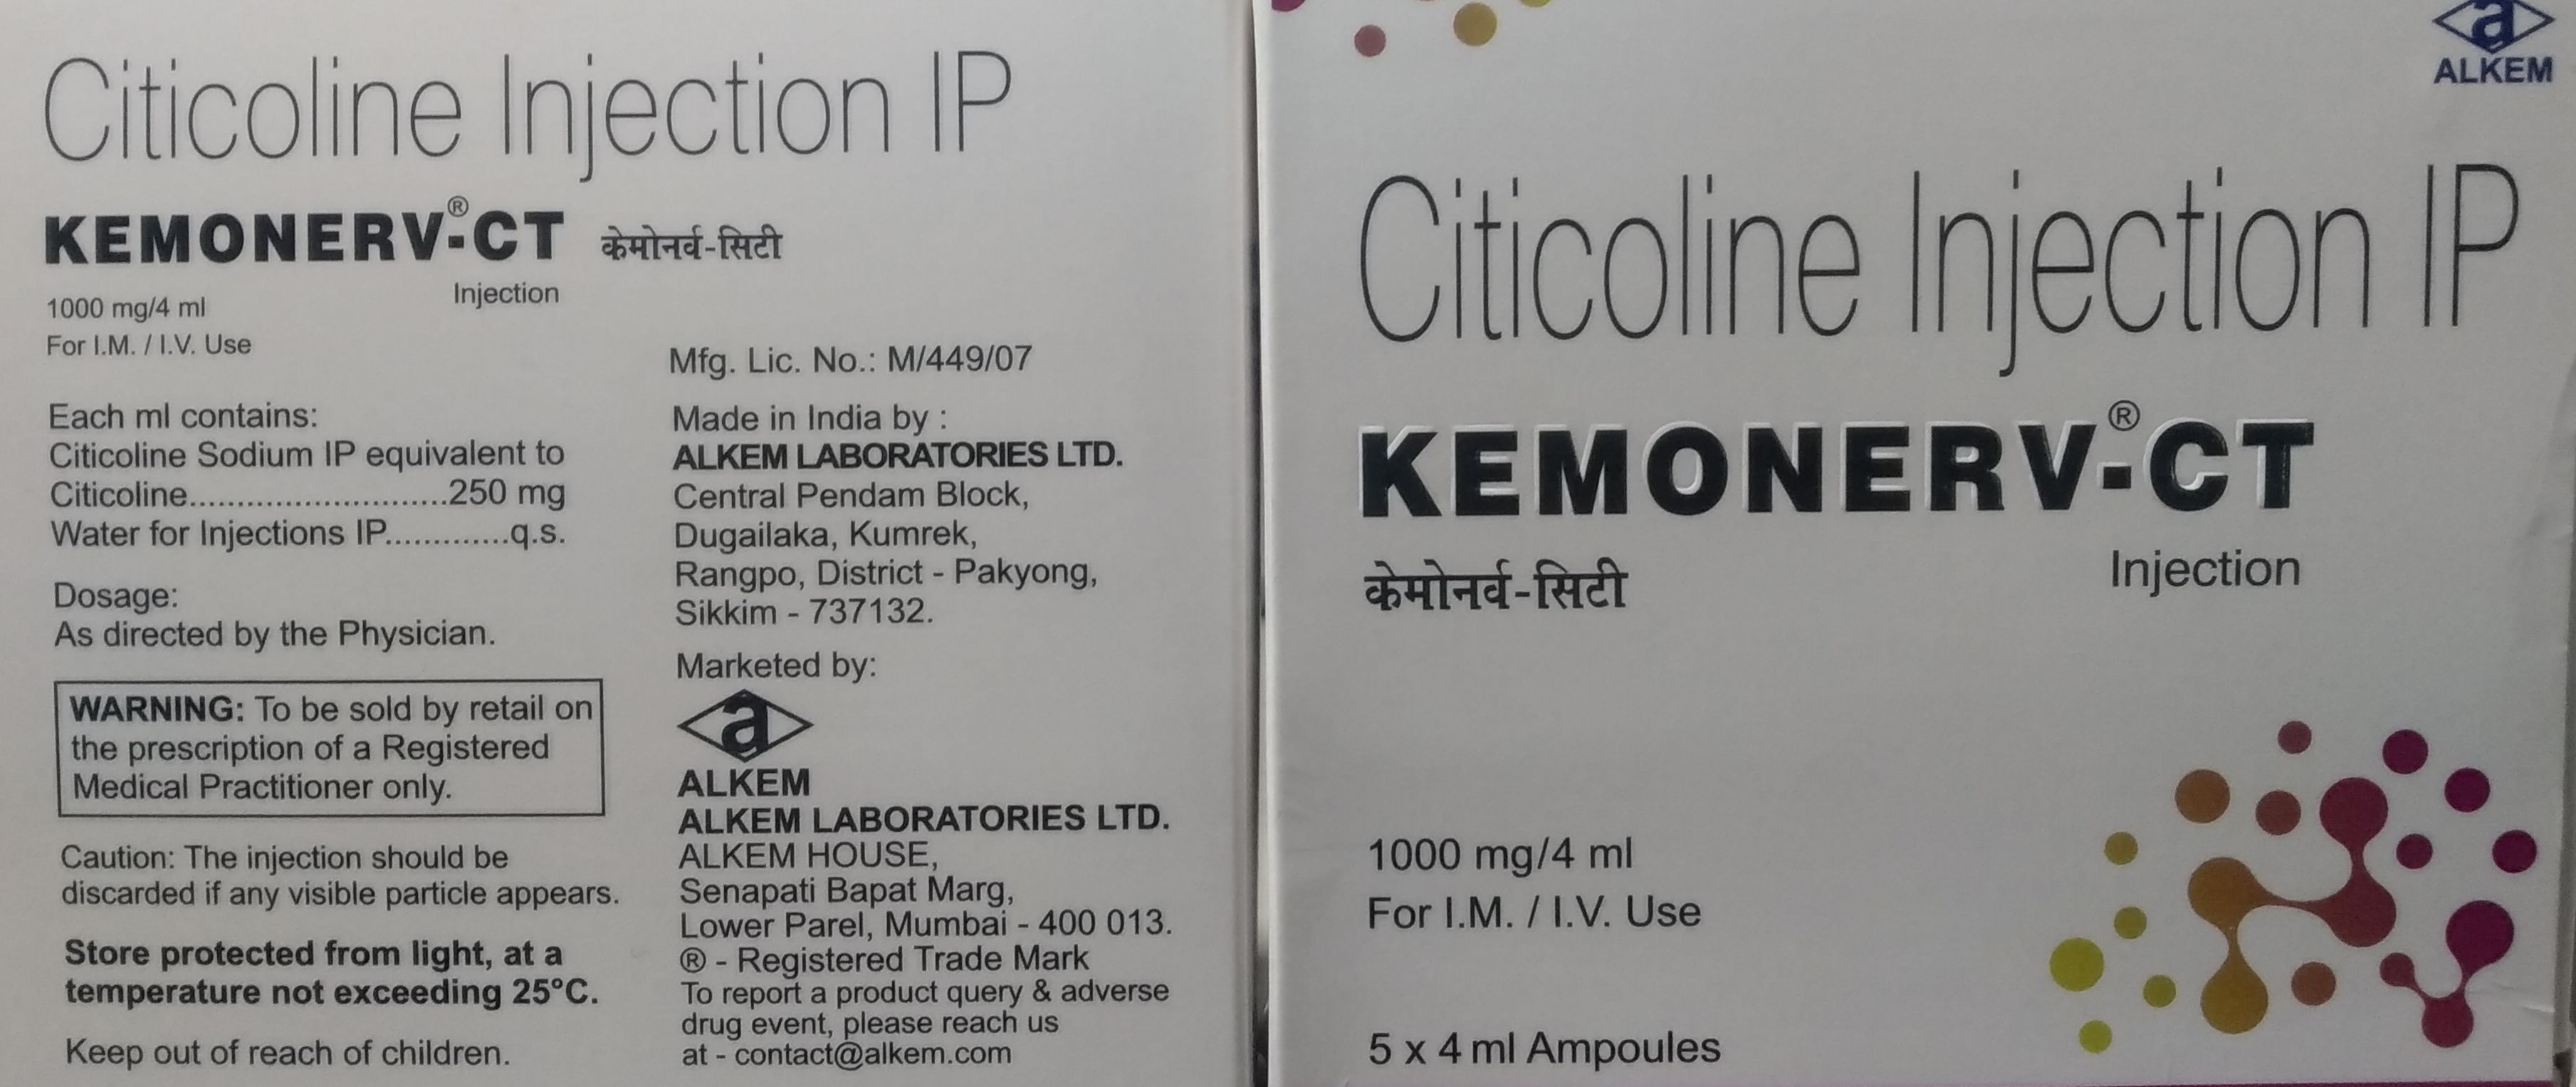 Citicoline Injection IP
KEMONERV®-CT केमोनर्व-सिटी
Injection
1000 mg/4 ml
For I.M. / I.V. Use
Each ml contains:
Citicoline Sodium IP equivalent to
Citicoline..........................250 mg
Water for Injections IP.............q.s.
Dosage:
As directed by the Physician.
WARNING: To be sold by retail on
the prescription of a Registered
Medical Practitioner only.
Caution: The injection should be
discarded if any visible particle appears.
Store protected from light, at a
temperature not exceeding 25°C.
Keep out of reach of children.
Mfg. Lic. No.: M/449/07
Made in India by :
ALKEM LABORATORIES LTD.
Central Pendam Block,
Dugailaka, Kumrek,
Rangpo, District - Pakyong,
Sikkim - 737132.
Marketed by:
a
ALKEM
ALKEM LABORATORIES LTD.
ALKEM HOUSE,
Senapati Bapat Marg,
Lower Parel, Mumbai - 400 013.
® - Registered Trade Mark
To report a product query & adverse
drug event, please reach us
at - contact@alkem.com
a
ALKEM
Citicoline Injection IP
KEMONERV®-CT
केमोनर्व-सिटी
Injection
1000 mg/4 ml
For I.M. / I.V. Use
5 x 4 ml Ampoules